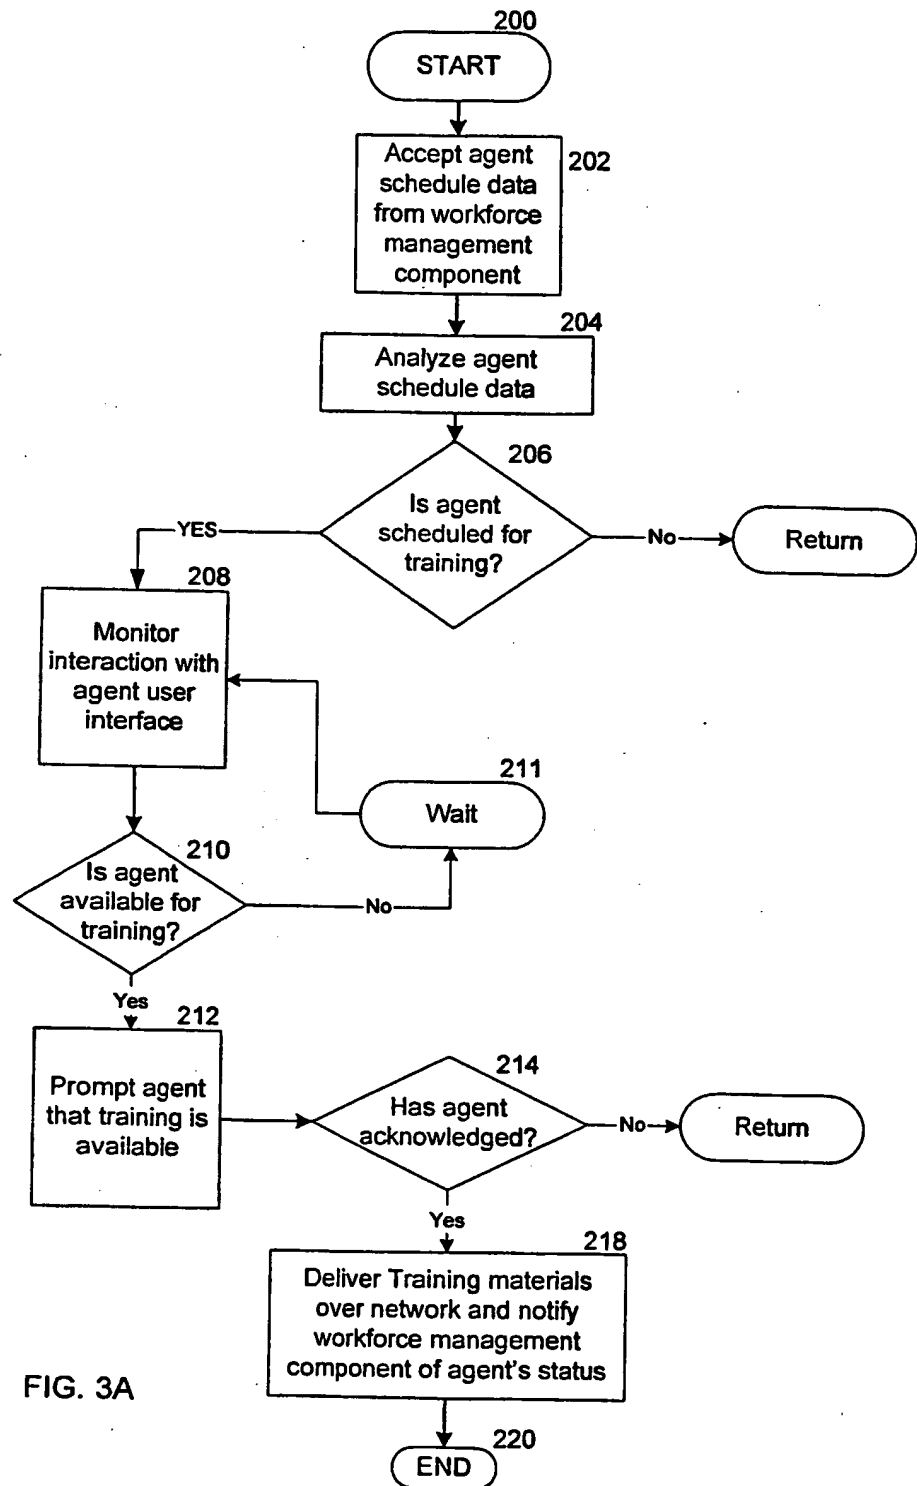 200
START
202
Accept agent
schedule data
from workforce
management
component
204
Analyze agent
schedule data
206
Is agent
scheduled for
training?
YES
No
Return
208
Monitor
interaction with
agent user
interface
211
Wait
210
Is agent
available for
training?
No
Yes
212
Prompt agent
that training is
available
214
Has agent
acknowledged?
No
Return
Yes
218
Deliver Training materials
over network and notify
workforce management
component of agent's status
FIG. 3A
220
END